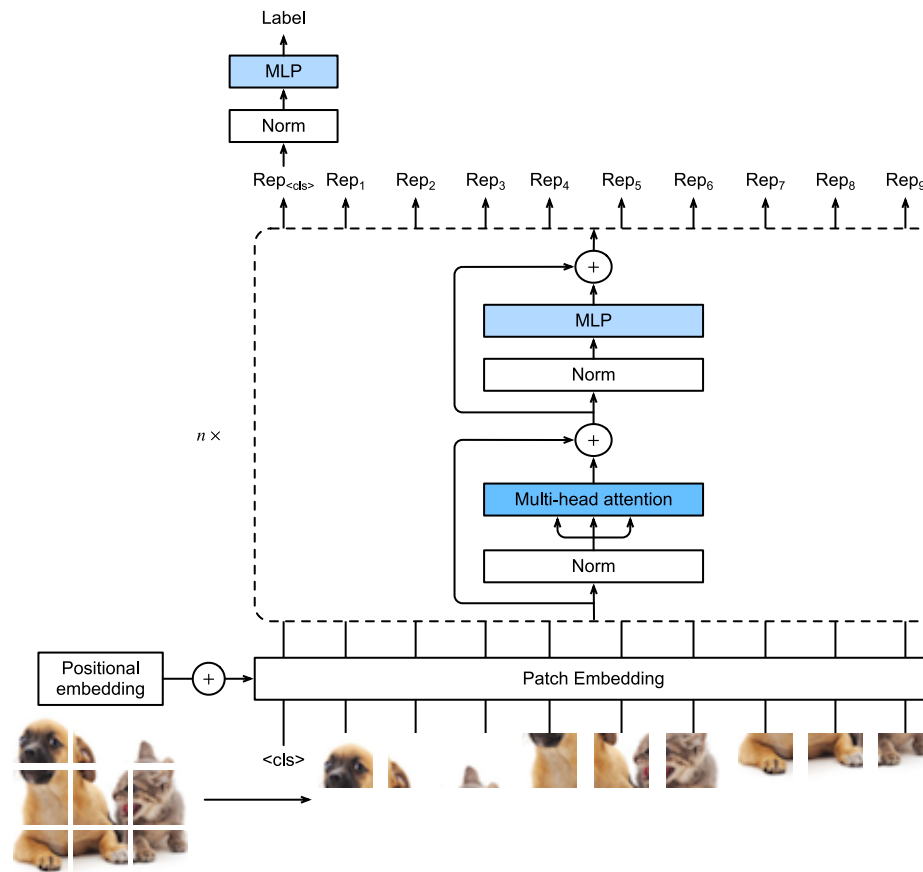 Label
MLP
Norm
Rep<cls> Rep1 Rep2 Rep3 Rep4 Rep5 Rep6 Rep7 Rep8 Rep9
+
MLP
Norm
n ×
+
Multi-head attention
Norm
Positional
embedding
+
Patch Embedding
<cls>